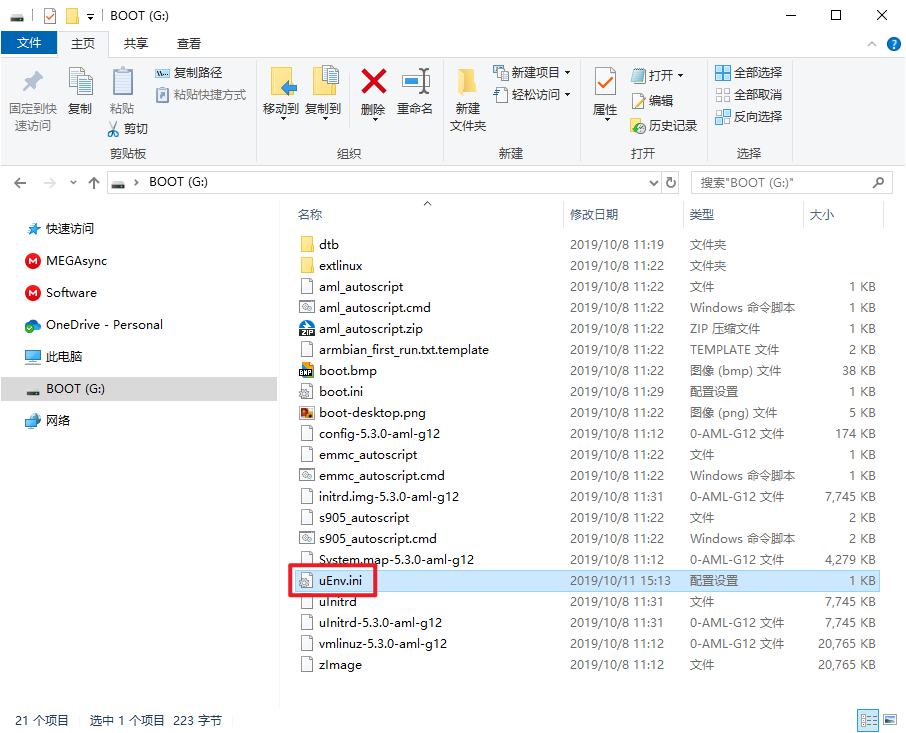 BOOT (G:)
文件 主页 共享 查看
固定到快速访问
复制
粘贴
复制路径
粘贴快捷方式
剪切
移动到 复制到
删除 重命名
新建文件夹
新建项目
轻松访问
属性
打开
编辑
历史记录
全部选择
全部取消
反向选择
剪贴板 组织 新建 打开 选择
BOOT (G:)
搜索"BOOT (G:)"
快速访问
MEGAsync
Software
OneDrive - Personal
此电脑
BOOT (G:)
网络
名称 修改日期 类型 大小
dtb 2019/10/8 11:19 文件夹
extlinux 2019/10/8 11:22 文件夹
aml_autoscript 2019/10/8 11:22 文件 1 KB
aml_autoscript.cmd 2019/10/8 11:22 Windows 命令脚本 1 KB
aml_autoscript.zip 2019/10/8 11:22 ZIP 压缩文件 1 KB
armbian_first_run.txt.template 2019/10/8 11:22 TEMPLATE 文件 2 KB
boot.bmp 2019/10/8 11:22 图像 (bmp) 文件 38 KB
boot.ini 2019/10/8 11:29 配置设置 1 KB
boot-desktop.png 2019/10/8 11:22 图像 (png) 文件 5 KB
config-5.3.0-aml-g12 2019/10/8 11:12 0-AML-G12 文件 174 KB
emmc_autoscript 2019/10/8 11:22 文件 1 KB
emmc_autoscript.cmd 2019/10/8 11:22 Windows 命令脚本 1 KB
initrd.img-5.3.0-aml-g12 2019/10/8 11:31 0-AML-G12 文件 7,745 KB
s905_autoscript 2019/10/8 11:22 文件 2 KB
s905_autoscript.cmd 2019/10/8 11:22 Windows 命令脚本 2 KB
System.map-5.3.0-aml-g12 2019/10/8 11:12 0-AML-G12 文件 4,279 KB
uEnv.ini 2019/10/11 15:13 配置设置 1 KB
uInitrd 2019/10/8 11:31 文件 7,745 KB
uInitrd-5.3.0-aml-g12 2019/10/8 11:31 0-AML-G12 文件 7,745 KB
vmlinuz-5.3.0-aml-g12 2019/10/8 11:12 0-AML-G12 文件 20,765 KB
zImage 2019/10/8 11:12 文件 20,765 KB
21 个项目 选中 1 个项目 223 字节